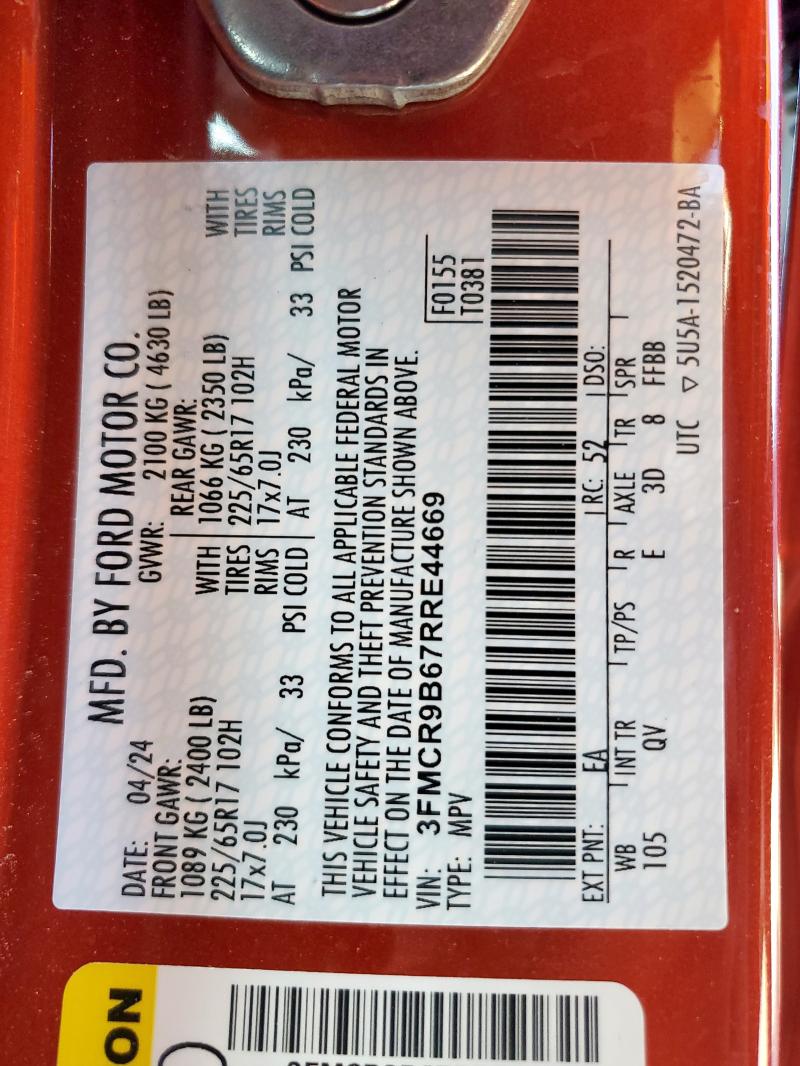 MFD. BY FORD MOTOR CO.
DATE: 04/24 GVWR: 2100 KG ( 4630 LB)
FRONT GAWR: REAR GAWR:
1089 KG ( 2400 LB) WITH 1066 KG ( 2350 LB) WITH
225/65R17 102H TIRES 225/65R17 102H TIRES
17x7.0J RIMS 17x7.0J RIMS
AT 230 kPa/ 33 PSI COLD AT 230 kPa/ 33 PSI COLD
THIS VEHICLE CONFORMS TO ALL APPLICABLE FEDERAL MOTOR
VEHICLE SAFETY AND THEFT PREVENTION STANDARDS IN
EFFECT ON THE DATE OF MANUFACTURE SHOWN ABOVE.
VIN: 3FMCR9B67RRE44669 F0155
TYPE: MPV T0381
EXT PNT: EA RC: 52 DSO:
WB INT TR TP/PS R AXLE TR SPR
105 QV E 3D 8 FFBB
UTC ▽ 5U5A-1520472-BA
ON